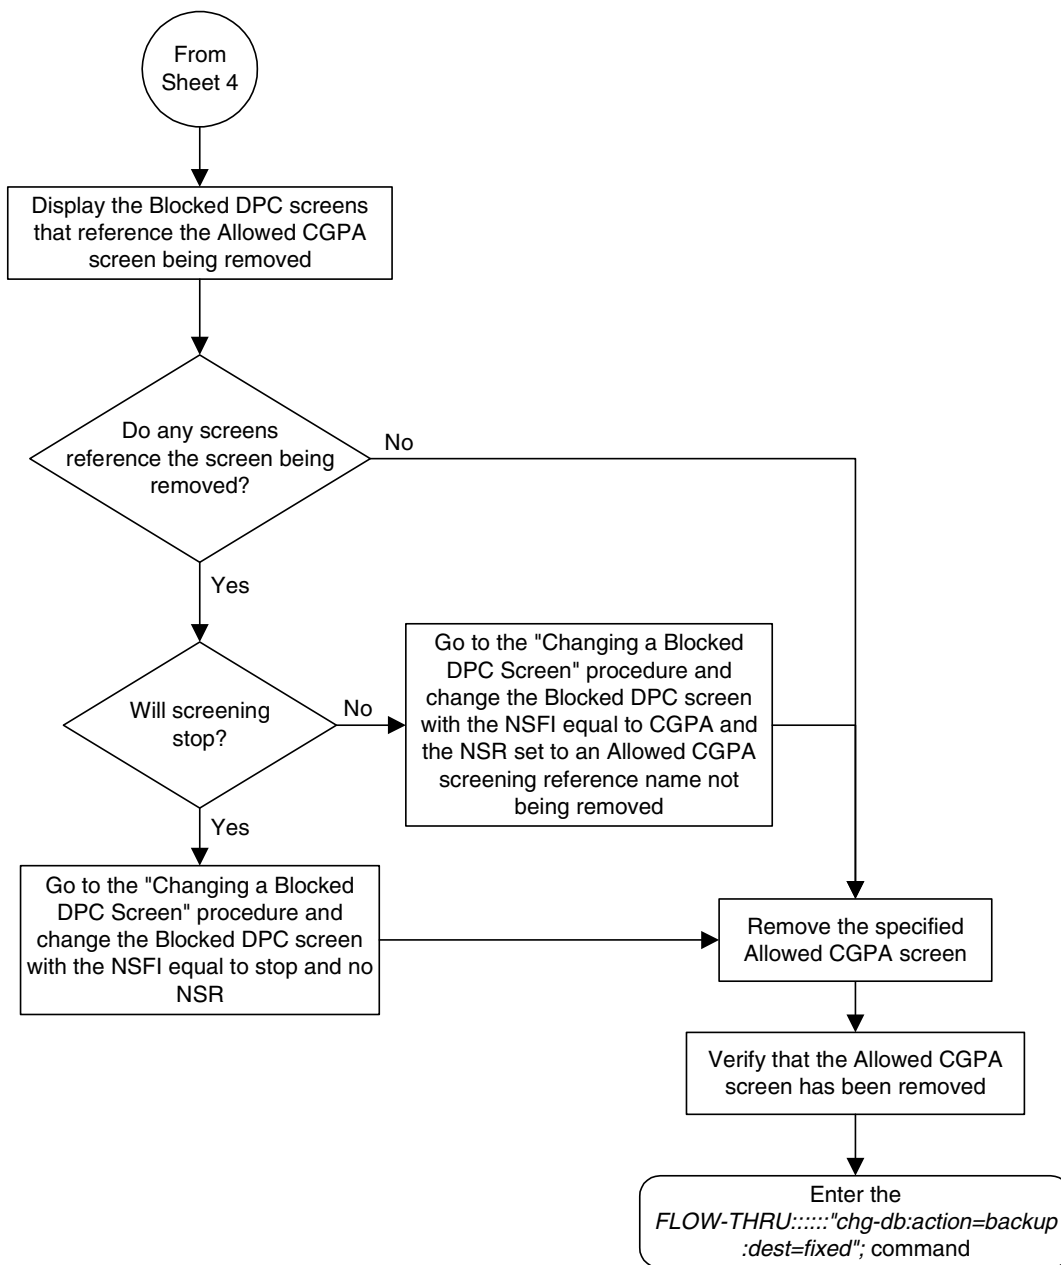 From
Sheet 4
Display the Blocked DPC screens
that reference the Allowed CGPA
screen being removed
Do any screens
reference the screen being
removed?
No
Yes
Will screening
stop?
No
Go to the "Changing a Blocked
DPC Screen" procedure and
change the Blocked DPC screen
with the NSFI equal to CGPA and
the NSR set to an Allowed CGPA
screening reference name not
being removed
Yes
Go to the "Changing a Blocked
DPC Screen" procedure and
change the Blocked DPC screen
with the NSFI equal to stop and no
NSR
Remove the specified
Allowed CGPA screen
Verify that the Allowed CGPA
screen has been removed
Enter the
FLOW-THRU::::::"chg-db:action=backup
:dest=fixed"; command